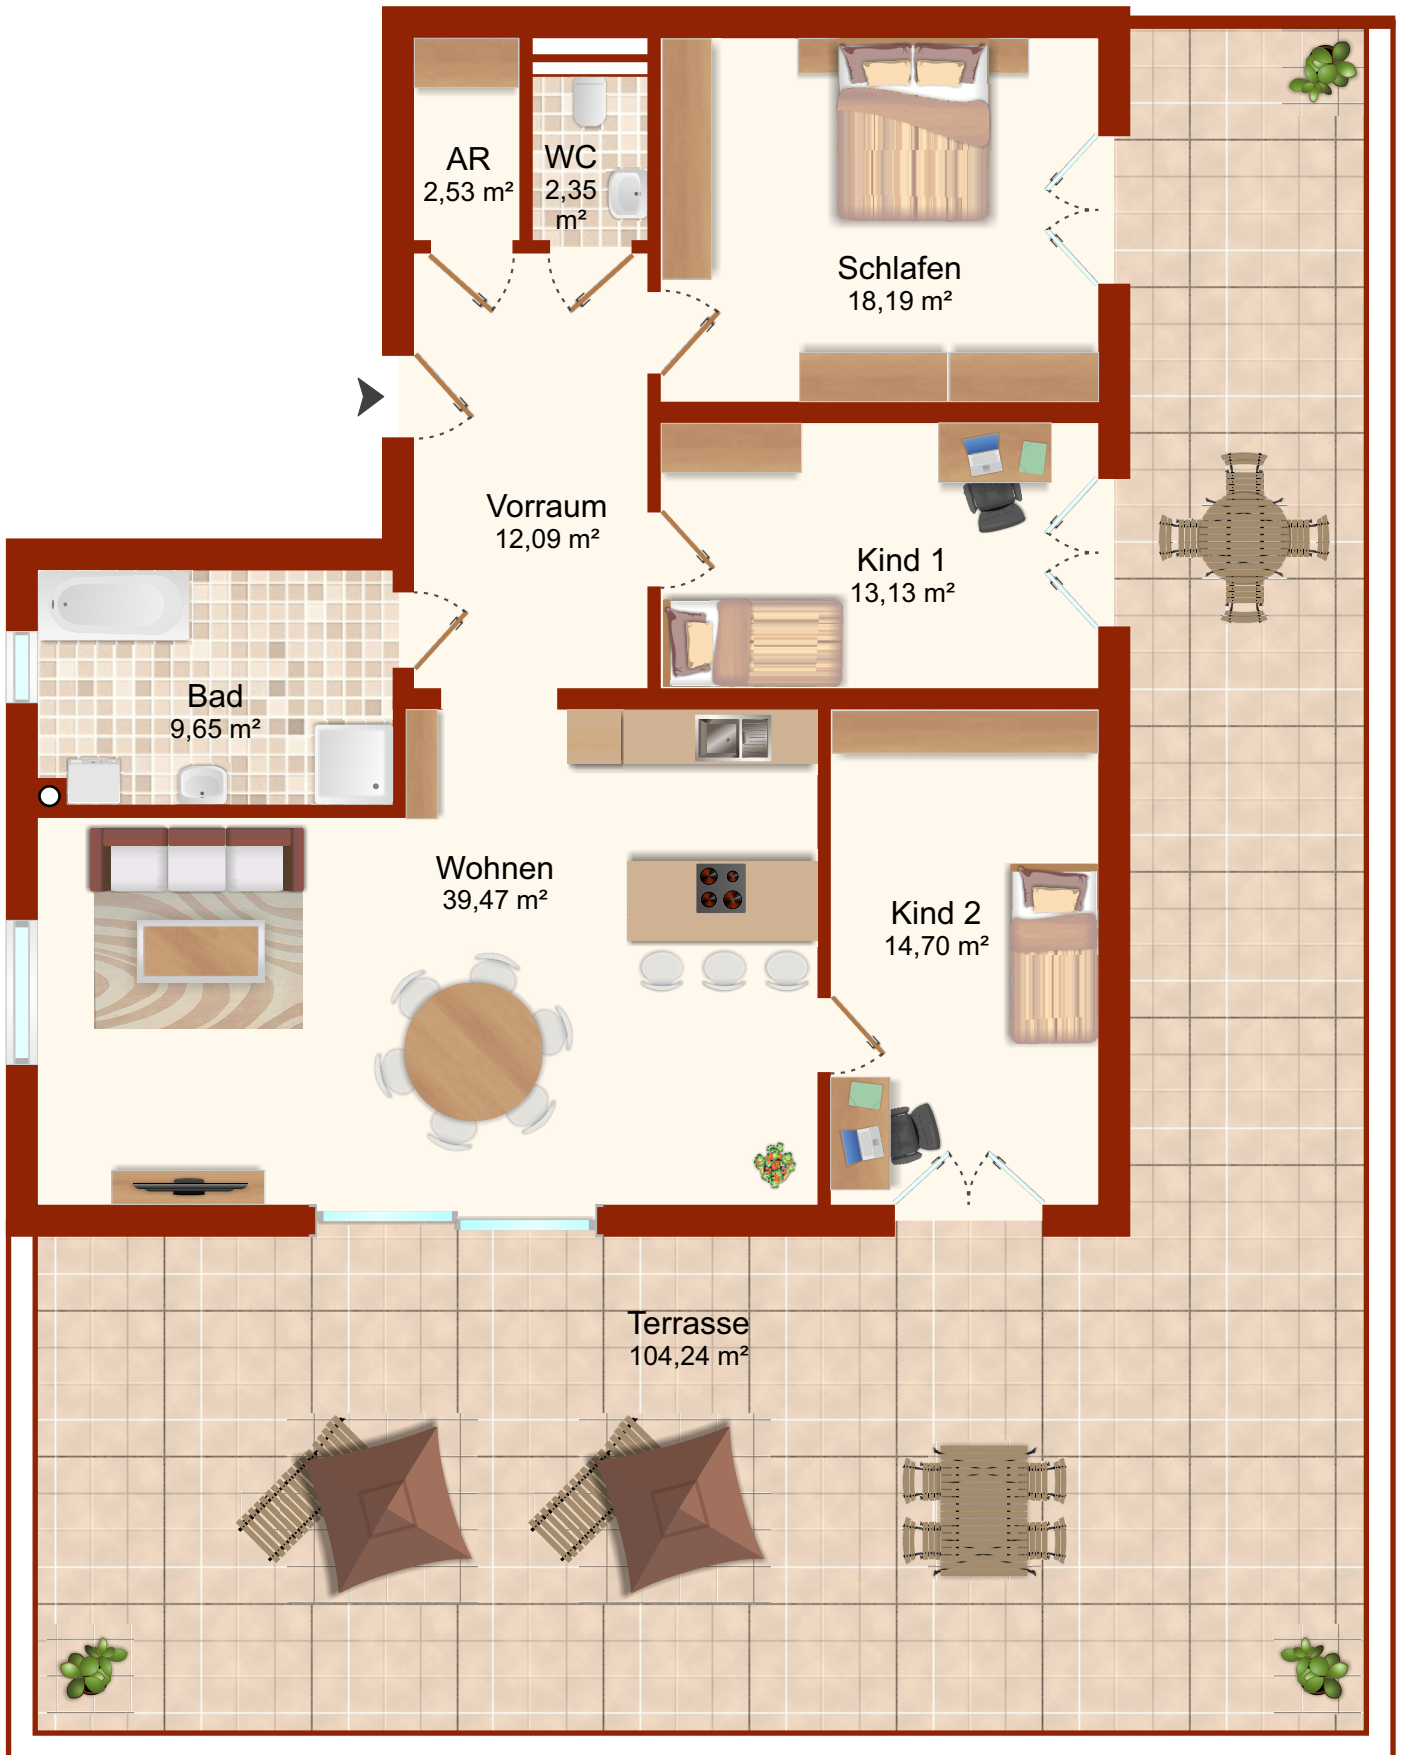 AR
2,53 m²
WC
2,35
m²
Schlafen
18,19 m²
Vorraum
12,09 m²
Kind 1
13,13 m²
Bad
9,65 m²
Wohnen
39,47 m²
Kind 2
14,70 m²
Terrasse
104,24 m²